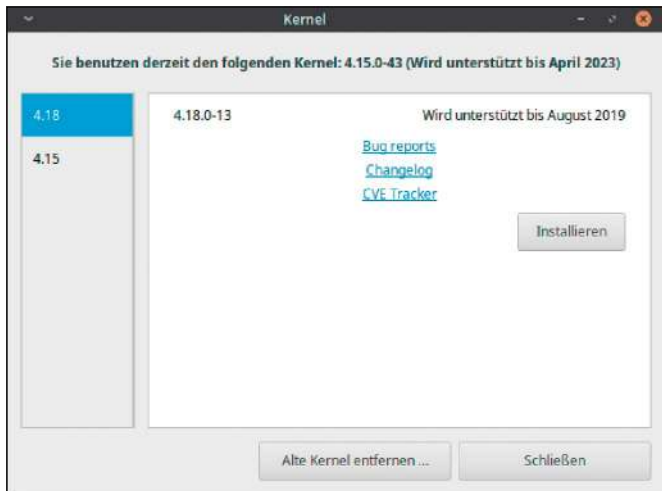 Kernel
Sie benutzen derzeit den folgenden Kernel: 4.15.0-43 (Wird unterstützt bis April 2023)
4.18
4.15
4.18.0-13 Wird unterstützt bis August 2019
Bug reports
Changelog
CVE Tracker
Installieren
Alte Kernel entfernen ... Schließen